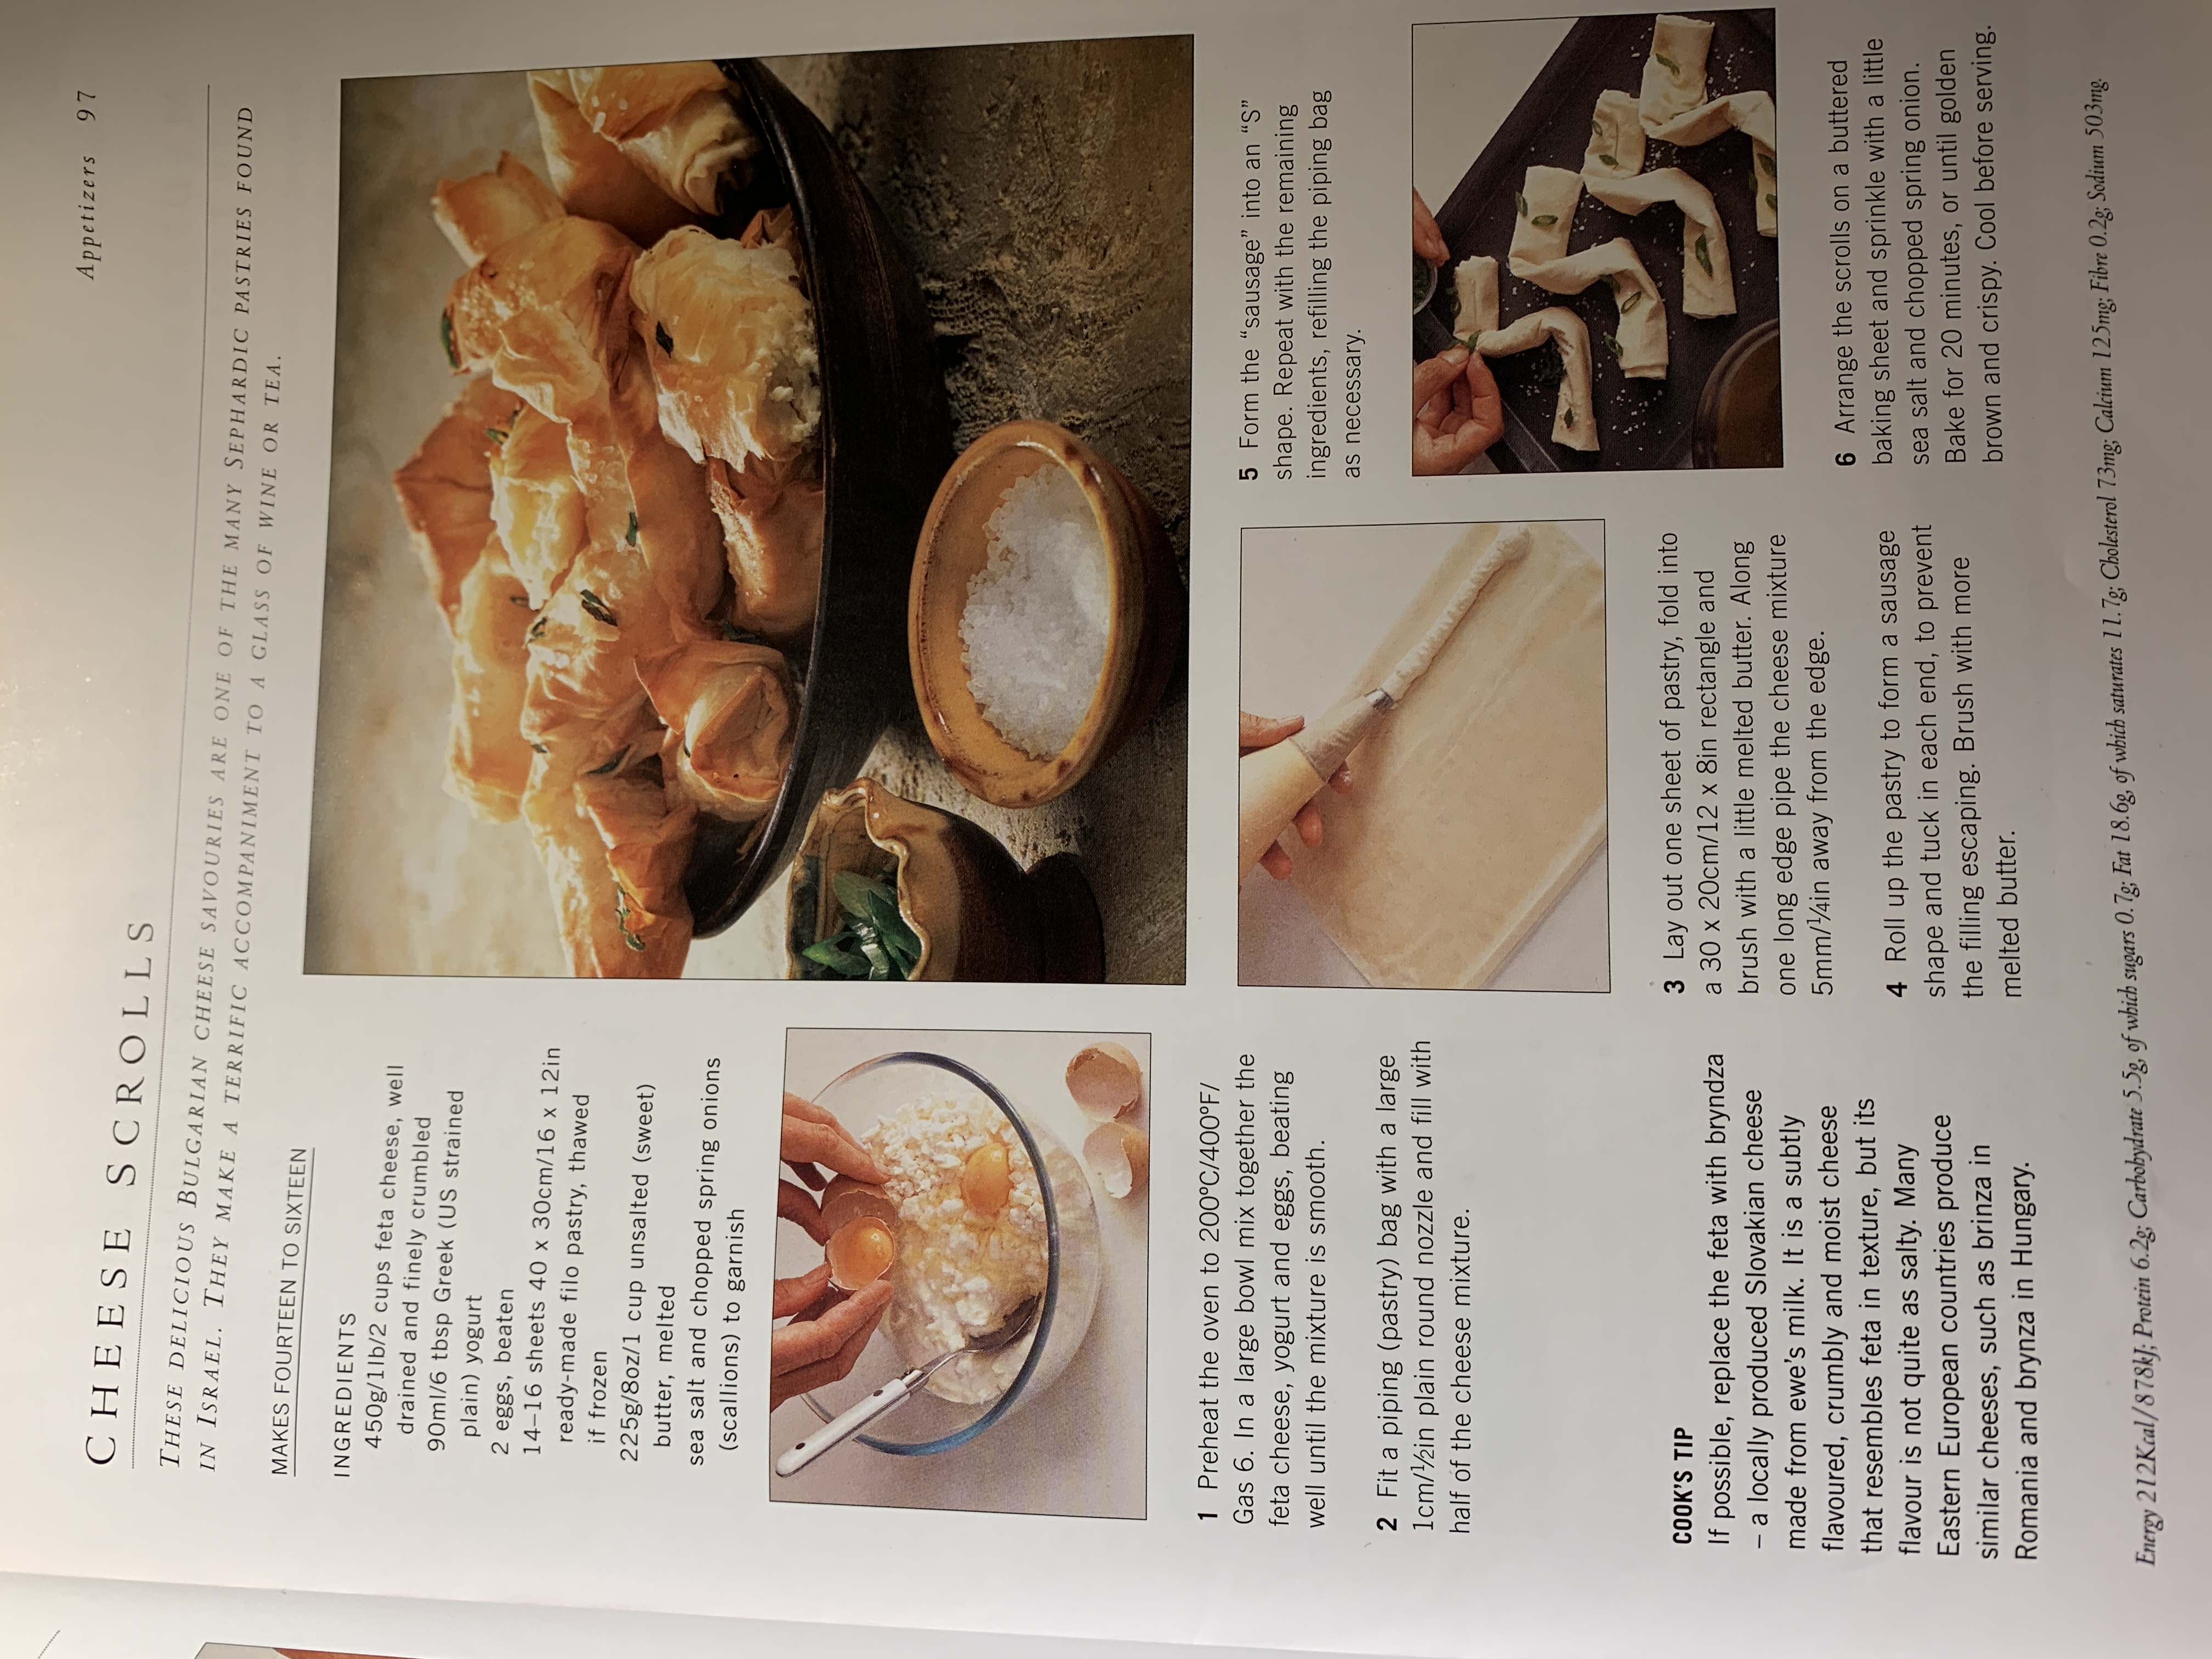 Appetizers 97
CHEESE SCROLLS
THESE DELICIOUS BULGARIAN CHEESE SAVOURIES ARE ONE OF THE MANY SEPHARDIC PASTRIES FOUND
IN ISRAEL. THEY MAKE A TERRIFIC ACCOMPANIMENT TO A GLASS OF WINE OR TEA.
MAKES FOURTEEN TO SIXTEEN
INGREDIENTS
450g/1lb/2 cups feta cheese, well
drained and finely crumbled
90ml/6 tbsp Greek (US strained
plain) yogurt
2 eggs, beaten
14–16 sheets 40 x 30cm/16 x 12in
ready-made filo pastry, thawed
if frozen
225g/8oz/1 cup unsalted (sweet)
butter, melted
sea salt and chopped spring onions
(scallions) to garnish
1 Preheat the oven to 200ºC/400ºF/
Gas 6. In a large bowl mix together the
feta cheese, yogurt and eggs, beating
well until the mixture is smooth.
2 Fit a piping (pastry) bag with a large
1cm/½in plain round nozzle and fill with
half of the cheese mixture.
COOK'S TIP
If possible, replace the feta with bryndza
– a locally produced Slovakian cheese
made from ewe's milk. It is a subtly
flavoured, crumbly and moist cheese
that resembles feta in texture, but its
flavour is not quite as salty. Many
Eastern European countries produce
similar cheeses, such as brinza in
Romania and brynza in Hungary.
3 Lay out one sheet of pastry, fold into
a 30 x 20cm/12 x 8in rectangle and
brush with a little melted butter. Along
one long edge pipe the cheese mixture
5mm/¼in away from the edge.
4 Roll up the pastry to form a sausage
shape and tuck in each end, to prevent
the filling escaping. Brush with more
melted butter.
5 Form the “sausage” into an “S”
shape. Repeat with the remaining
ingredients, refilling the piping bag
as necessary.
6 Arrange the scrolls on a buttered
baking sheet and sprinkle with a little
sea salt and chopped spring onion.
Bake for 20 minutes, or until golden
brown and crispy. Cool before serving.
Energy 212Kcal/878kJ; Protein 6.2g; Carbohydrate 5.5g, of which sugars 0.7g; Fat 18.6g, of which saturates 11.7g; Cholesterol 73mg; Calcium 125mg; Fibre 0.2g; Sodium 503mg.